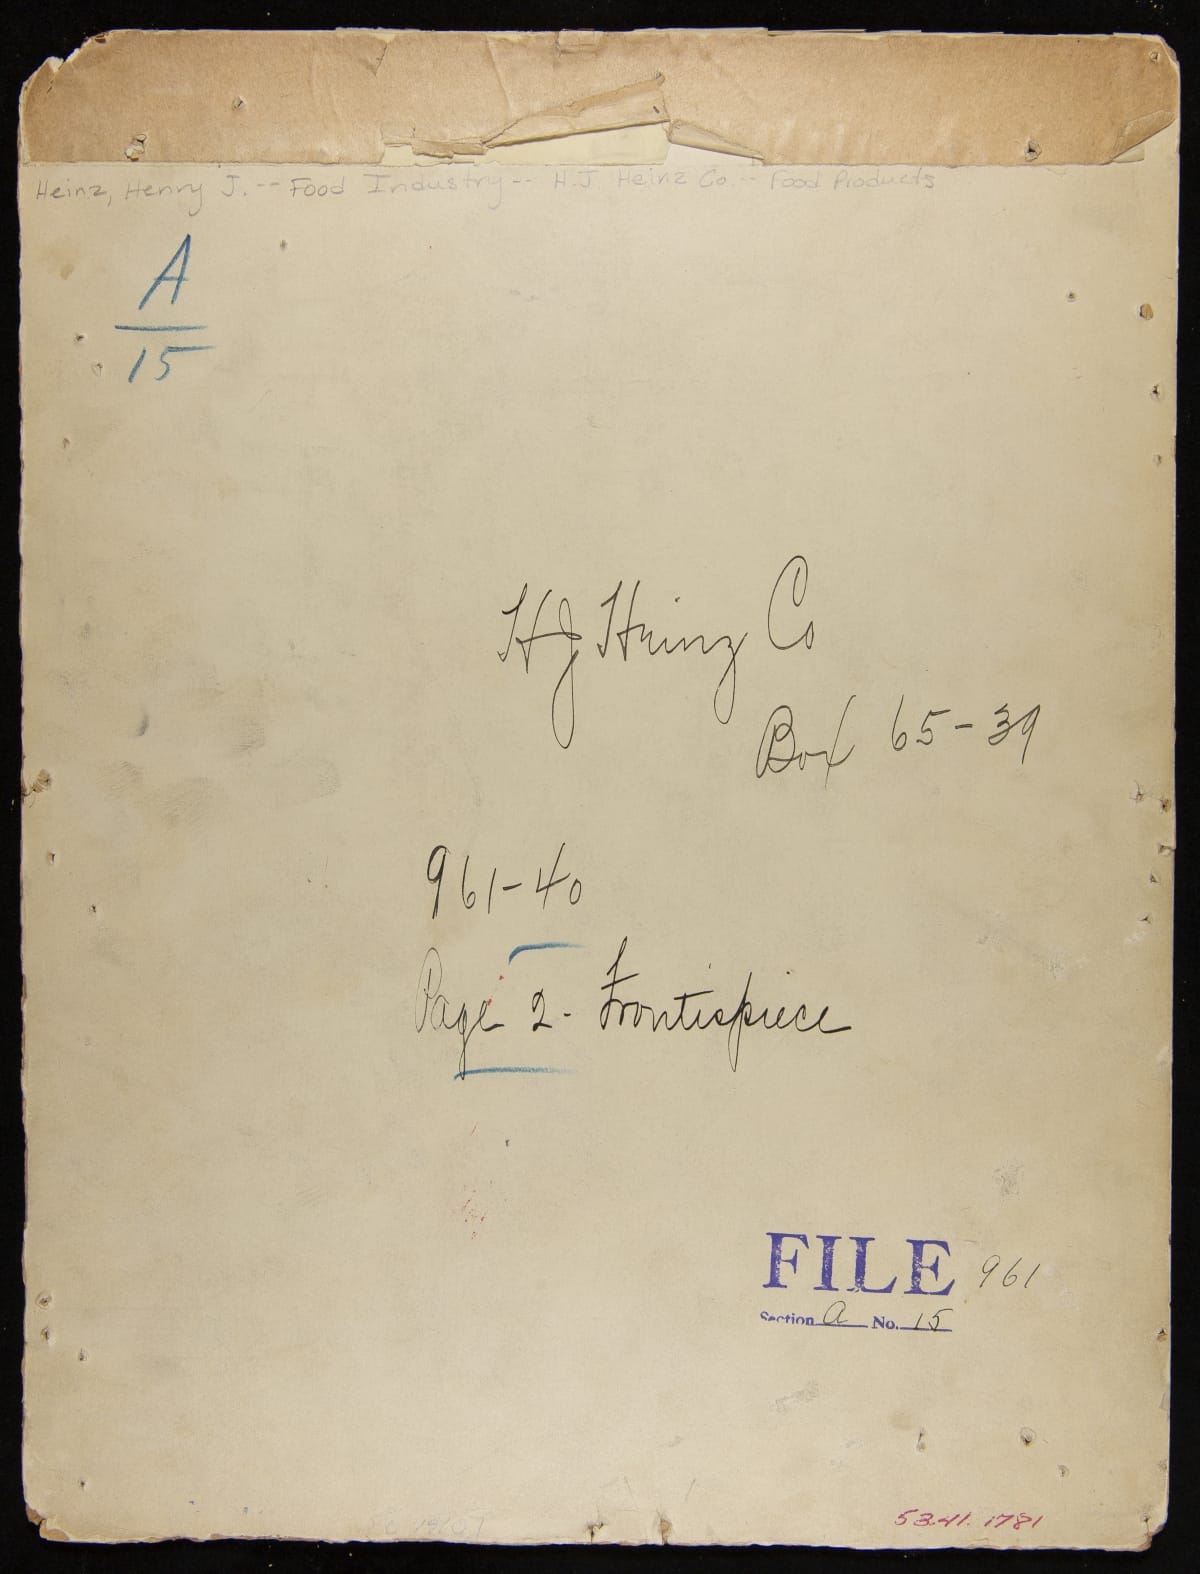 Heinz, Henry J. -- Food Industry -- H.J. Heinz Co. -- Food Products
A
15
HJ Heinz Co
Box 65-39
961-40
Page 2 - Frontispiece
FILE 961
Section A No. 15
53.41.1781